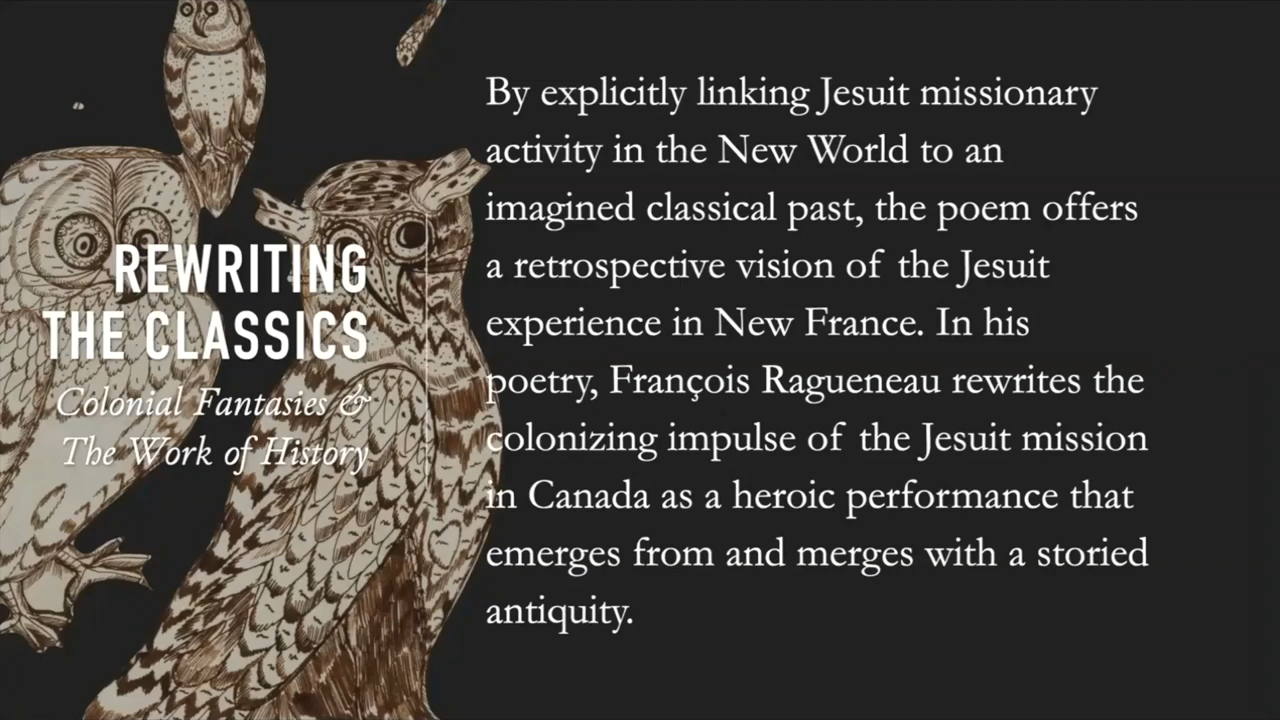 REWRITING
THE CLASSICS
Colonial Fantasies &
The Work of History
By explicitly linking Jesuit missionary
activity in the New World to an
imagined classical past, the poem offers
a retrospective vision of the Jesuit
experience in New France. In his
poetry, François Ragueneau rewrites the
colonizing impulse of the Jesuit mission
in Canada as a heroic performance that
emerges from and merges with a storied
antiquity.